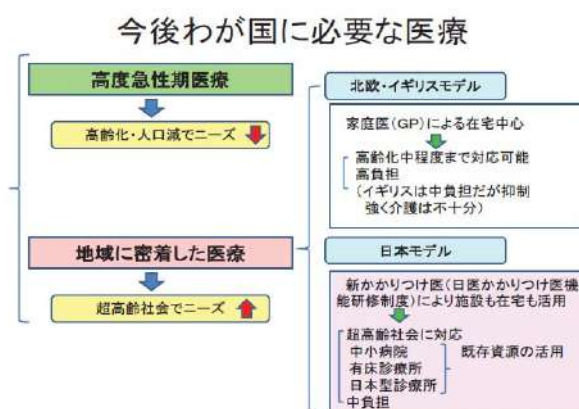 今後わが国に必要な医療
高度急性期医療
高齢化・人口減でニーズ
地域に密着した医療
超高齢社会でニーズ
北欧・イギリスモデル
家庭医(GP)による在宅中心
高齢化中程度まで対応可能
高負担
(イギリスは中負担だが抑制
強く介護は不十分)
日本モデル
新かかりつけ医(日医かかりつけ医機
能研修制度)により施設も在宅も活用
超高齢社会に対応
中小病院
有床診療所
日本型診療所
既存資源の活用
中負担